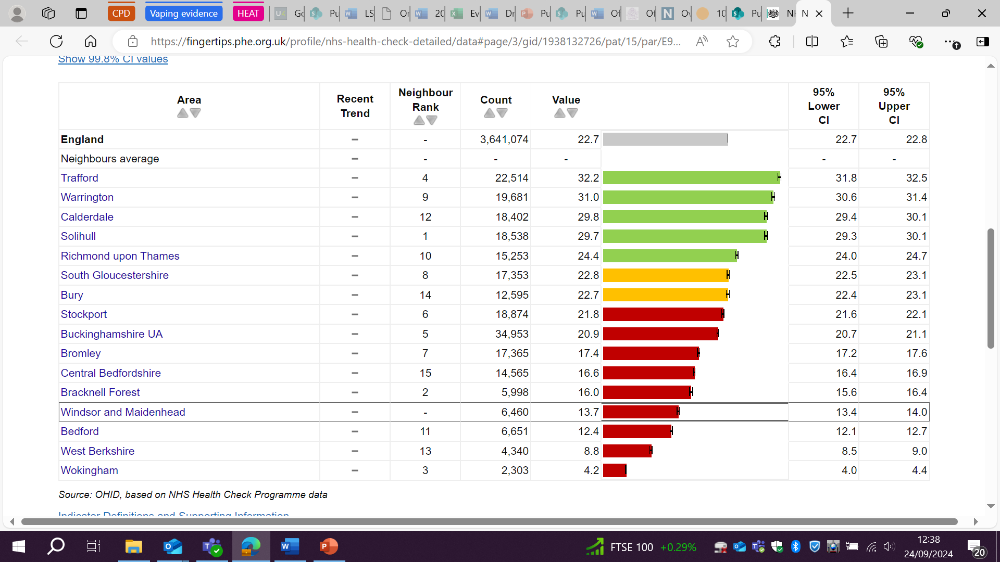 CPD Vaping evidence HEAT Gc Pu LS Or 20 Ev Dr Pu Pu Of Of Ov 10 Pu N
https://fingertips.phe.org.uk/profile/nhs-health-check-detailed/data#page/3/gid/1938132726/pat/15/par/E9...
Show 99.8% CI values
Area Recent Trend Neighbour Rank Count Value 95% Lower CI 95% Upper CI
England - 3,641,074 22.7 22.7 22.8
Neighbours average - - - - -
Trafford 4 22,514 32.2 31.8 32.5
Warrington 9 19,681 31.0 30.6 31.4
Calderdale 12 18,402 29.8 29.4 30.1
Solihull 1 18,538 29.7 29.3 30.1
Richmond upon Thames 10 15,253 24.4 24.0 24.7
South Gloucestershire 8 17,353 22.8 22.5 23.1
Bury 14 12,595 22.7 22.4 23.1
Stockport 6 18,874 21.8 21.6 22.1
Buckinghamshire UA 5 34,953 20.9 20.7 21.1
Bromley 7 17,365 17.4 17.2 17.6
Central Bedfordshire 15 14,565 16.6 16.4 16.9
Bracknell Forest 2 5,998 16.0 15.6 16.4
Windsor and Maidenhead - 6,460 13.7 13.4 14.0
Bedford 11 6,651 12.4 12.1 12.7
West Berkshire 13 4,340 8.8 8.5 9.0
Wokingham 3 2,303 4.2 4.0 4.4
Source: OHID, based on NHS Health Check Programme data
Indicator Definitions and Supporting Information
FTSE 100 +0.29%
12:38
24/09/2024
20